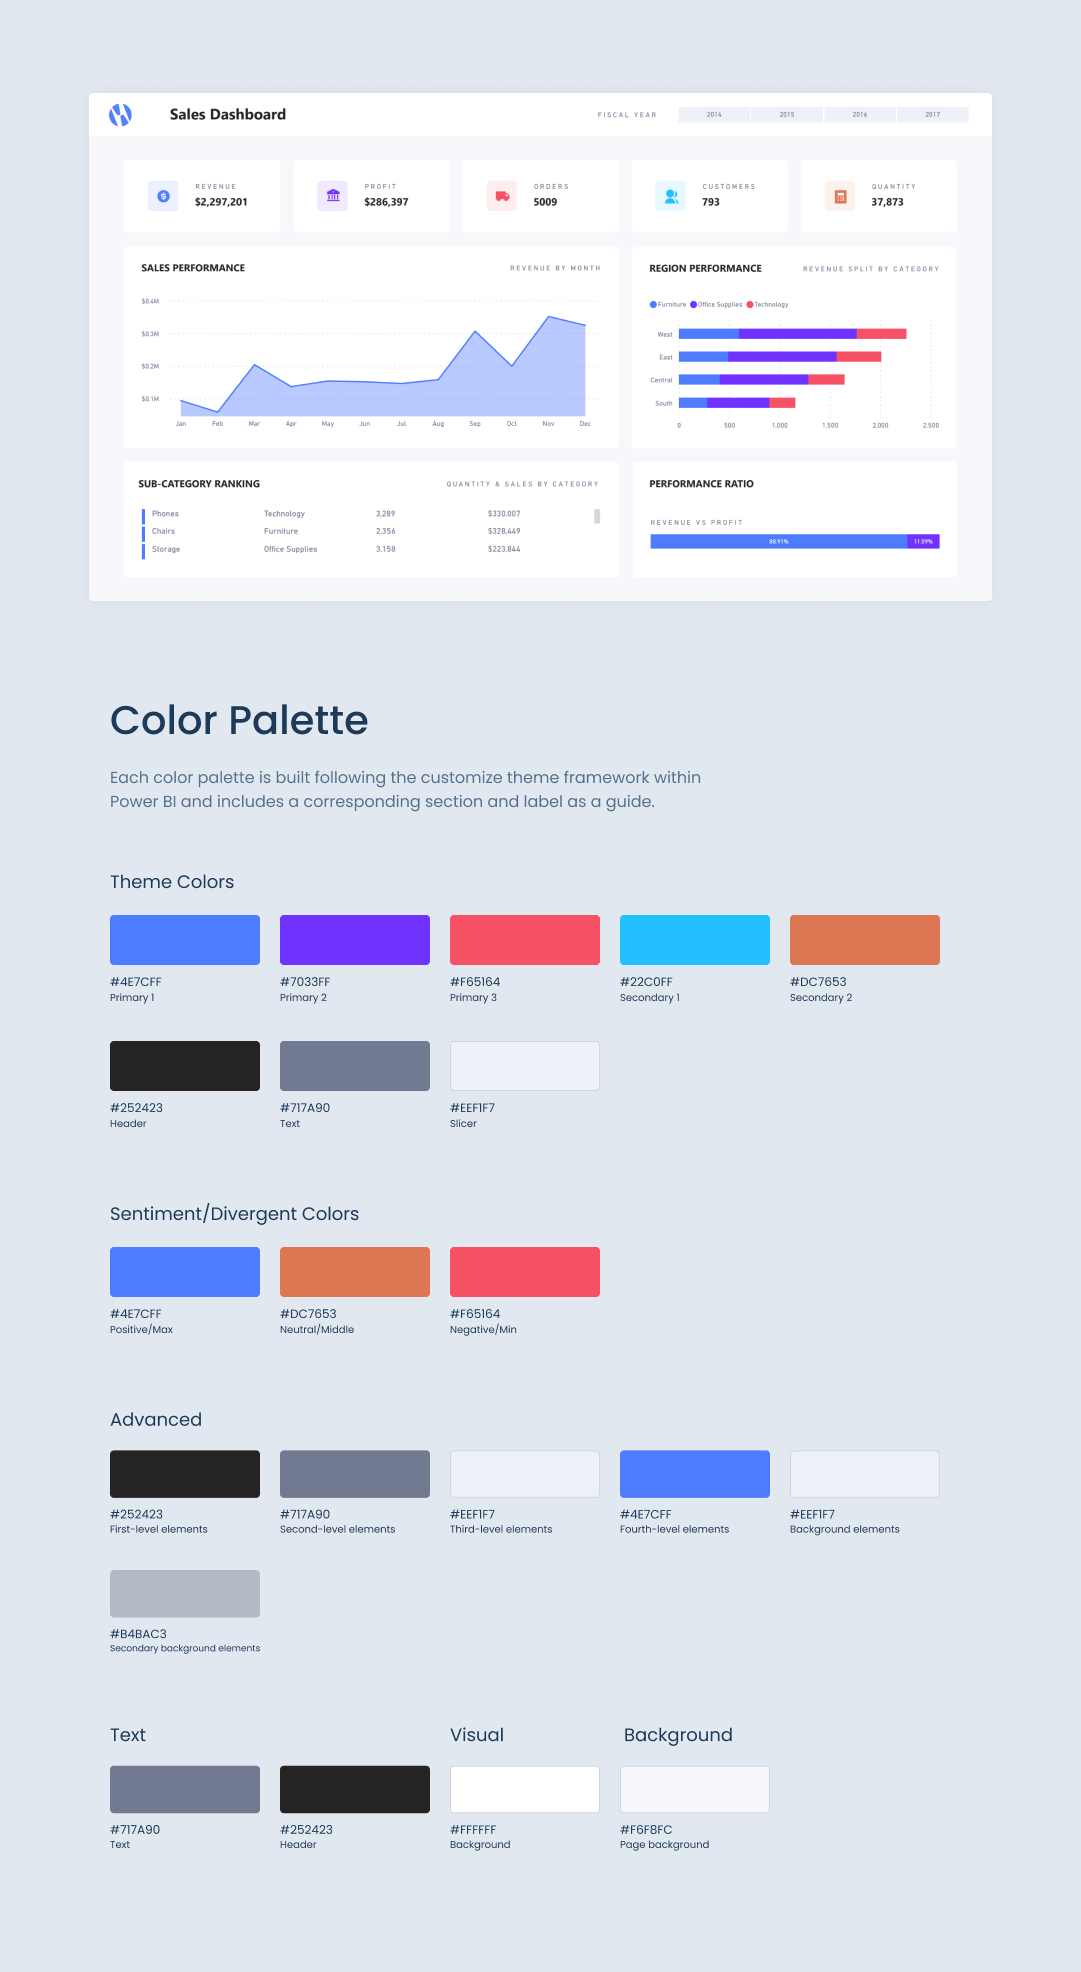 Sales Dashboard
FISCAL YEAR
2014 2015 2016 2017
REVENUE
$2,297,201
PROFIT
$286,397
ORDERS
5009
CUSTOMERS
793
QUANTITY
37,873
SALES PERFORMANCE
REVENUE BY MONTH
$0.4M
$0.3M
$0.2M
$0.1M
Jan Feb Mar Apr May Jun Jul Aug Sep Oct Nov Dec
REGION PERFORMANCE
REVENUE SPLIT BY CATEGORY
Furniture Office Supplies Technology
West
East
Central
South
0 500 1,000 1,500 2,000 2,500
SUB-CATEGORY RANKING
QUANTITY & SALES BY CATEGORY
Phones Technology 3,289 $330,007
Chairs Furniture 2,356 $328,449
Storage Office Supplies 3,158 $223,844
PERFORMANCE RATIO
REVENUE VS PROFIT
88.91% 11.09%
Color Palette
Each color palette is built following the customize theme framework within
Power BI and includes a corresponding section and label as a guide.
Theme Colors
#4E7CFF #7033FF #F65164 #22C0FF #DC7653
Primary 1 Primary 2 Primary 3 Secondary 1 Secondary 2
#252423 #717A90 #EEF1F7
Header Text Slicer
Sentiment/Divergent Colors
#4E7CFF #DC7653 #F65164
Positive/Max Neutral/Middle Negative/Min
Advanced
#252423 #717A90 #EEF1F7 #4E7CFF #EEF1F7
First-level elements Second-level elements Third-level elements Fourth-level elements Background elements
#B4BAC3
Secondary background elements
Text Visual Background
#717A90 #252423 #FFFFFF #F6F8FC
Text Header Background Page background